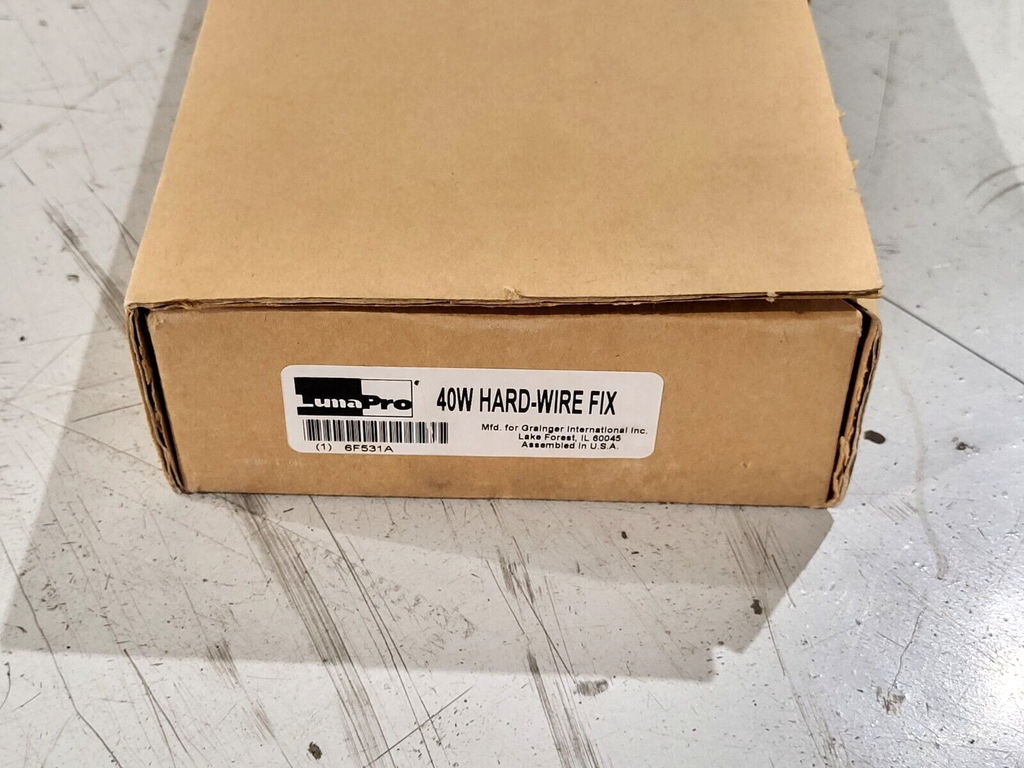 LumaPro
40W HARD-WIRE FIX
Mfd. for Grainger International Inc.
Lake Forest, IL 60045
Assembled in U.S.A.
(1) 6F531A